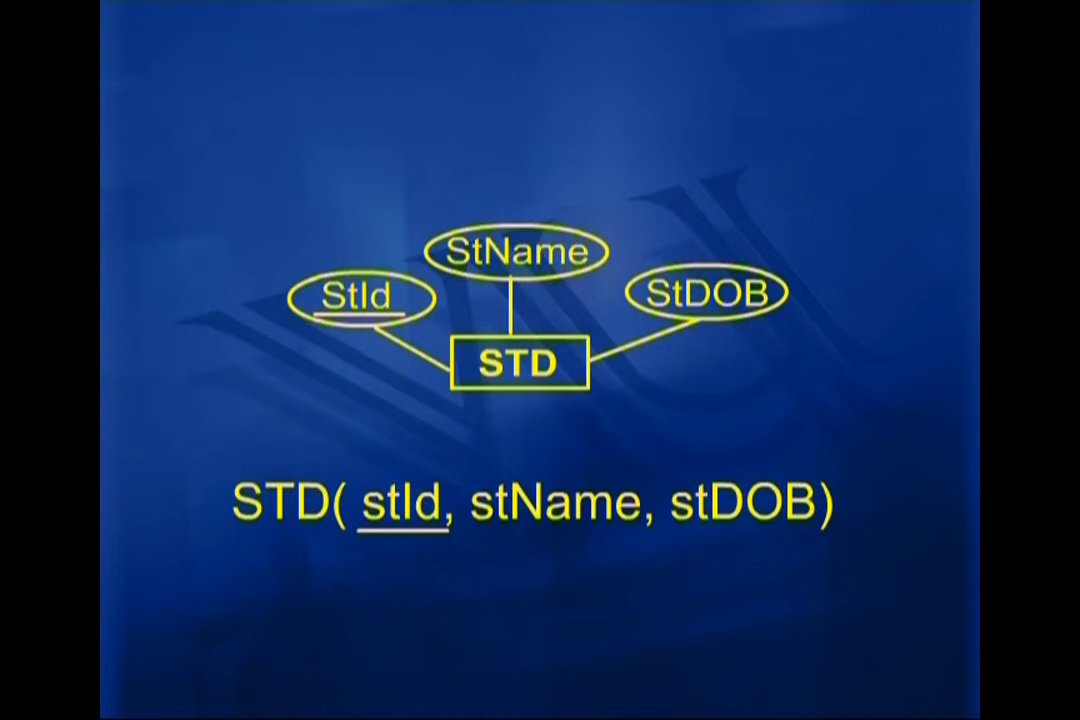 StName
StId
StDOB
STD
STD( stId, stName, stDOB)